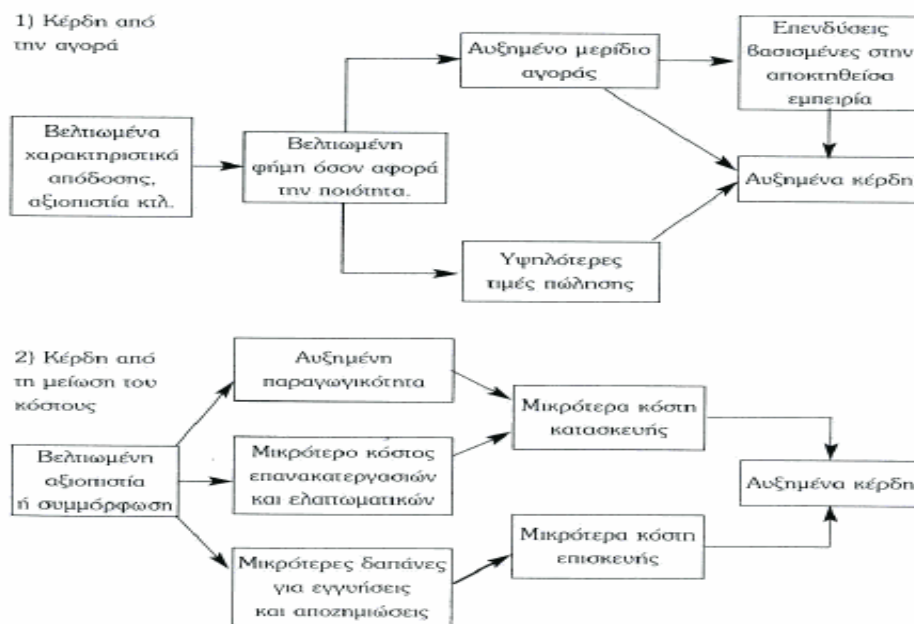 1) Κέρδη από
την αγορά
Βελτιωμένα
χαρακτηριστικά
απόδοσης,
αξιοπιστία κτλ.
Βελτιωμένη
φήμη όσον αφορά
την ποιότητα.
Αυξημένο μερίδιο
αγοράς
Επενδύσεις
βασισμένες στην
αποκτηθείσα
εμπειρία
Αυξημένα κέρδη
Υψηλότερες
τιμές πώλησης
2) Κέρδη από
τη μείωση του
κόστους
Βελτιωμένη
αξιοπιστία
ή συμμόρφωση
Αυξημένη
παραγωγικότητα
Μικρότερο κόστος
επανακατεργασιών
και ελαττωματικών
Μικρότερες δαπάνες
για εγγυήσεις
και αποζημιώσεις
Μικρότερα κόστη
κατασκευής
Μικρότερα κόστη
επισκευής
Αυξημένα κέρδη